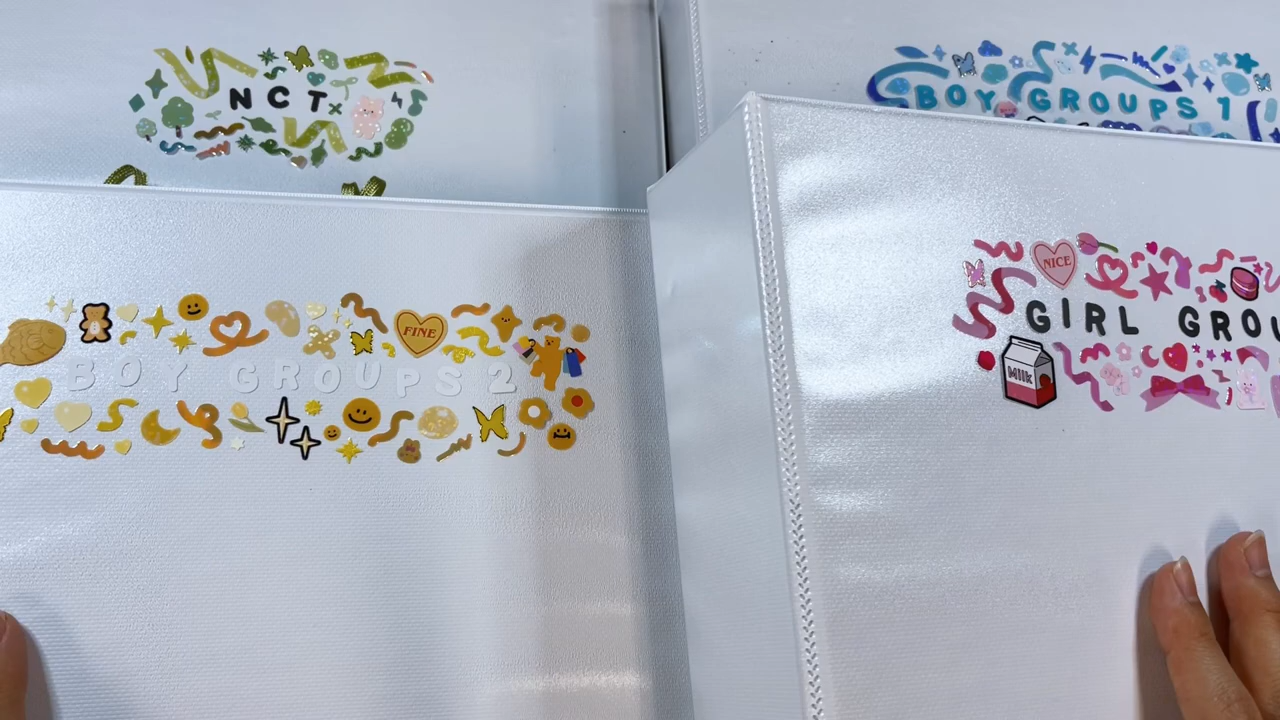 NCT
BOY GROUPS 1
NICE
GIRL GROU
MilK
FINE
BOY GROUPS 2